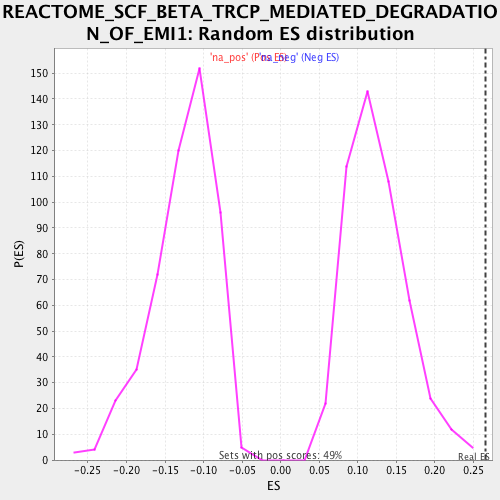 REACTOME_SCF_BETA_TRCP_MEDIATED_DEGRADATIO
N_OF_EMI1: Random ES distribution
'na_pos' (Pos ES) 'na_neg' (Neg ES)
150
140
130
120
110
100
90
80
70
60
50
40
30
20
10
0
P(ES)
Sets with pos scores: 49%
Real ES
-0.25 -0.20 -0.15 -0.10 -0.05 0.00 0.05 0.10 0.15 0.20 0.25
ES